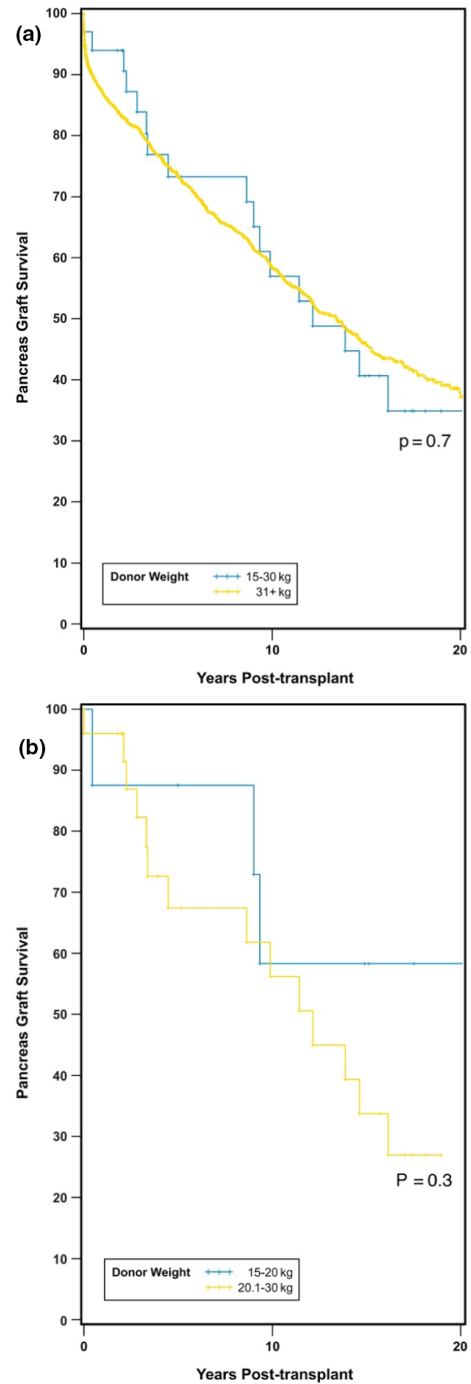 (a)
100
90
80
70
60
50
40
30
20
10
0
Pancreas Graft Survival
p = 0.7
Donor Weight
15-30 kg
31+ kg
0 10 20
Years Post-transplant
(b)
100
90
80
70
60
50
40
30
20
10
0
Pancreas Graft Survival
P = 0.3
Donor Weight
15-20 kg
20.1-30 kg
0 10 20
Years Post-transplant